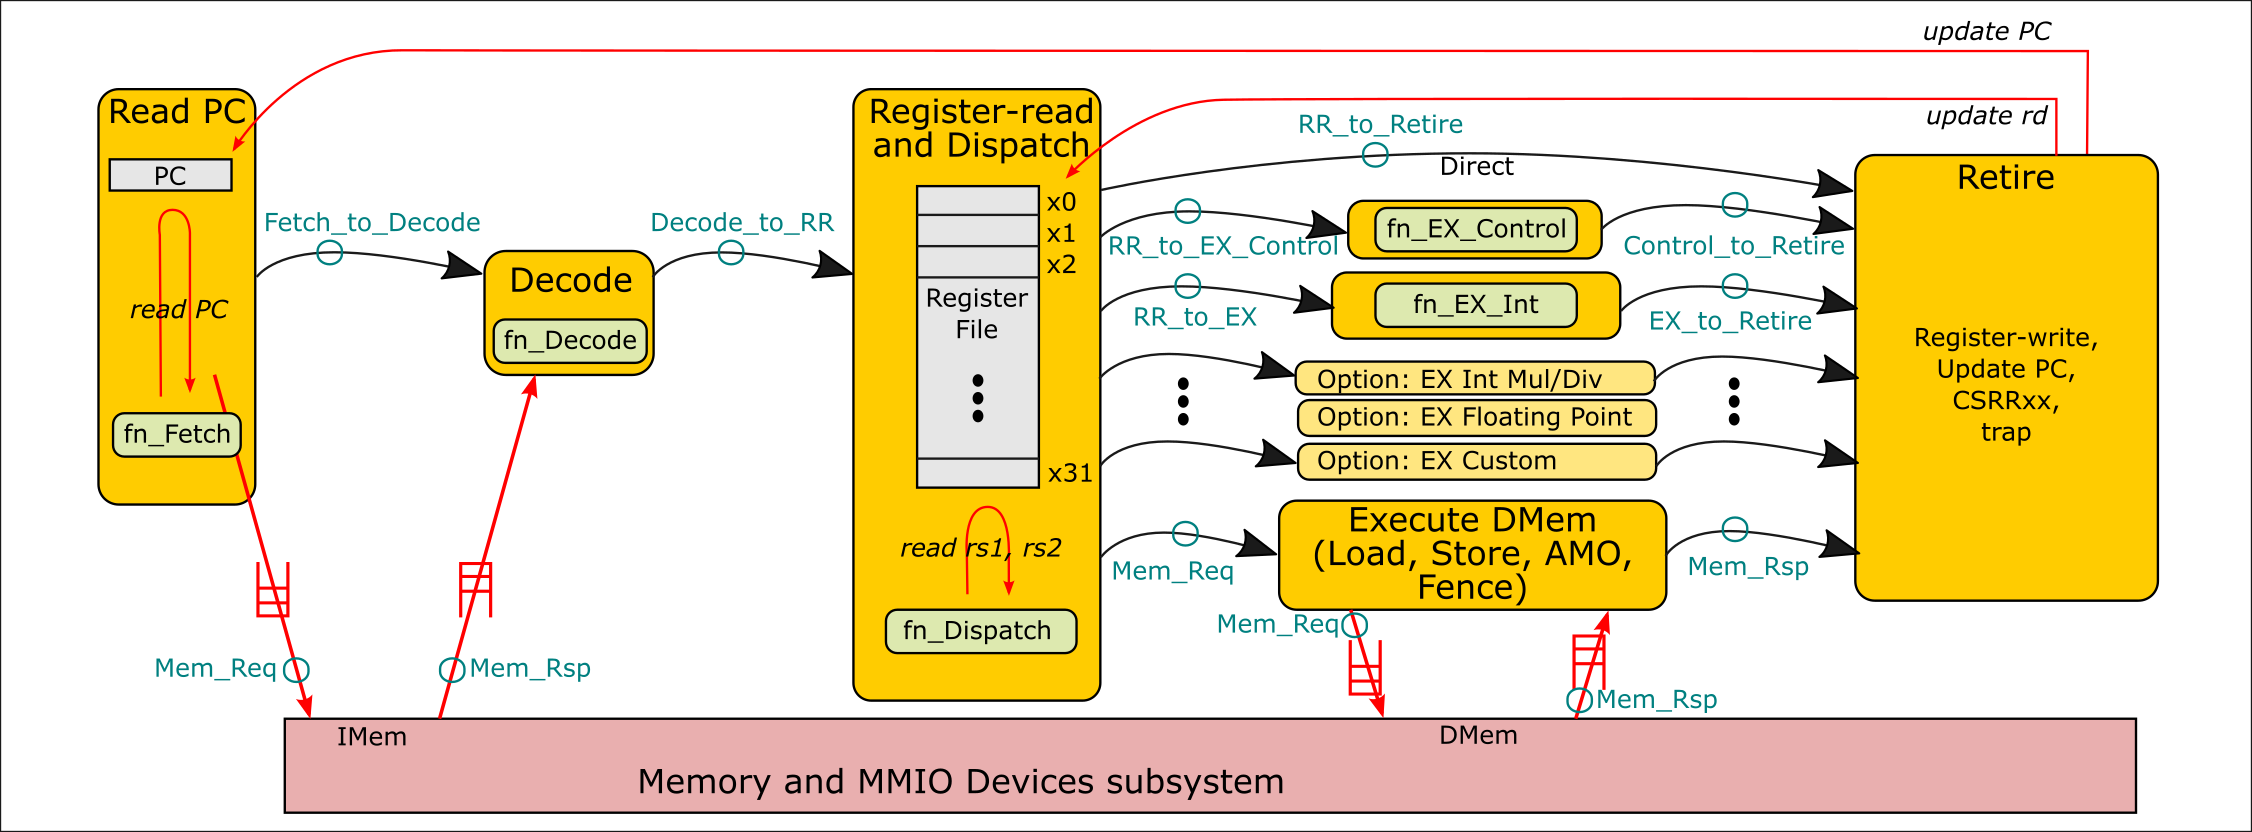 update PC
update rd
Read PC
PC
read PC
fn_Fetch
Fetch_to_Decode
Decode
fn_Decode
Decode_to_RR
Register-read
and Dispatch
x0
x1
x2
Register
File
x31
read rs1, rs2
fn_Dispatch
RR_to_Retire
Direct
RR_to_EX_Control
fn_EX_Control
Control_to_Retire
RR_to_EX
fn_EX_Int
EX_to_Retire
Option: EX Int Mul/Div
Option: EX Floating Point
Option: EX Custom
Mem_Req
Execute DMem
(Load, Store, AMO,
Fence)
Mem_Rsp
Retire
Register-write,
Update PC,
CSRRxx,
trap
Mem_Req
Mem_Rsp
Mem_Req
Mem_Rsp
IMem
DMem
Memory and MMIO Devices subsystem